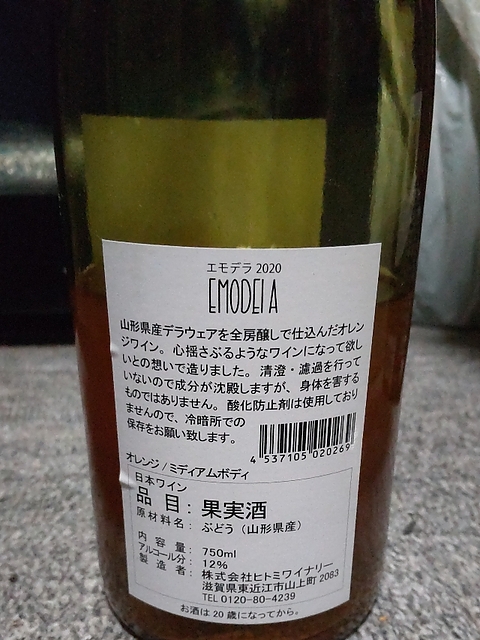 エモデラ 2020
EMODELA
山形県産デラウェアを全房醸しで仕込んだオレン
ジワイン。心揺さぶるようなワインになって欲し
いとの想いで造りました。清澄・濾過を行って
いないので成分が沈殿しますが、身体を害する
ものではありません。酸化防止剤は使用しており
ませんので、冷暗所での
保存をお願い致します。
4 537105 020269
オレンジ / ミディアムボディ
日本ワイン
品 目: 果実酒
原材料名: ぶどう（山形県産）
内 容 量: 750ml
アルコール分: 12%
製 造 者: 株式会社ヒトミワイナリー
滋賀県東近江市山上町 2083
TEL 0120-80-4239
お酒は 20 歳になってから。